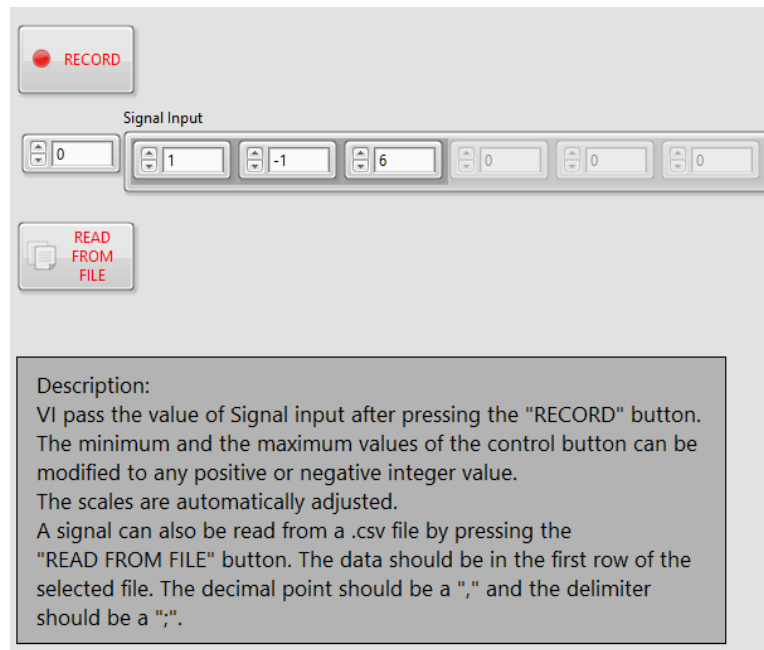 RECORD
Signal Input
0 1 -1 6 0 0 0
READ
FROM
FILE
Description:
VI pass the value of Signal input after pressing the "RECORD" button.
The minimum and the maximum values of the control button can be
modified to any positive or negative integer value.
The scales are automatically adjusted.
A signal can also be read from a .csv file by pressing the
"READ FROM FILE" button. The data should be in the first row of the
selected file. The decimal point should be a "," and the delimiter
should be a ";".